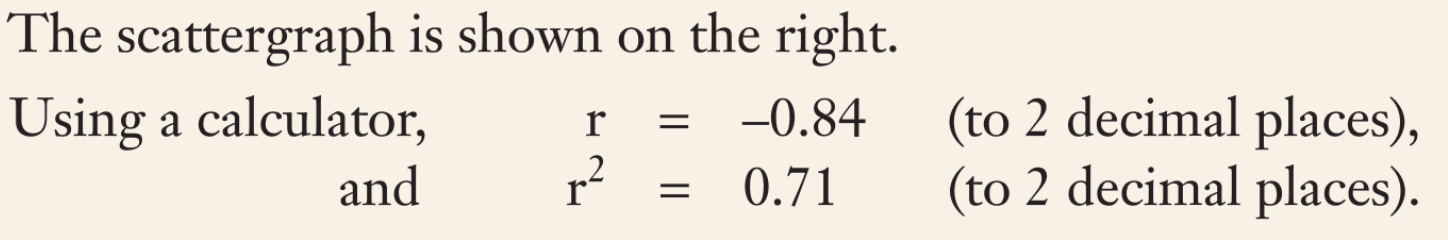 The scattergraph is shown on the right.
Using a calculator, r = –0.84 (to 2 decimal places),
and r² = 0.71 (to 2 decimal places).